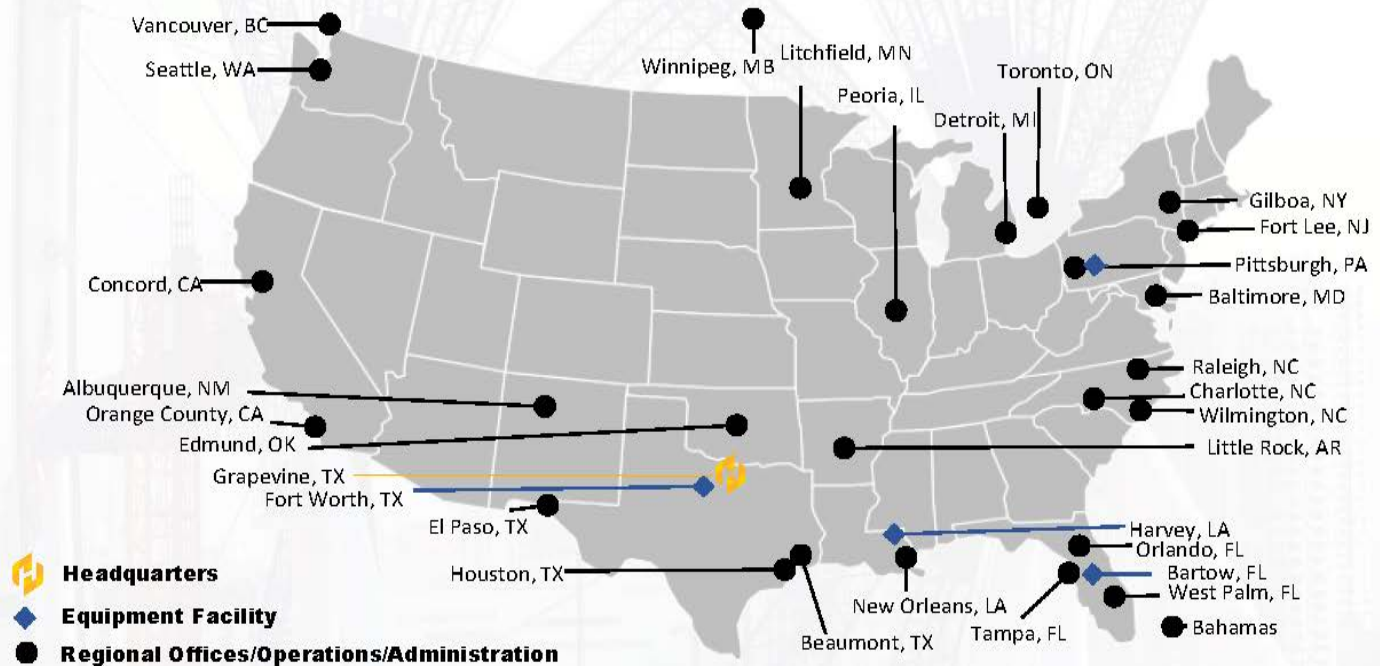 Vancouver, BC
Seattle, WA
Winnipeg, MB
Litchfield, MN
Peoria, IL
Toronto, ON
Detroit, MI
Gilboa, NY
Fort Lee, NJ
Pittsburgh, PA
Baltimore, MD
Concord, CA
Raleigh, NC
Charlotte, NC
Wilmington, NC
Albuquerque, NM
Orange County, CA
Edmund, OK
Little Rock, AR
Grapevine, TX
Fort Worth, TX
El Paso, TX
Harvey, LA
Orlando, FL
Bartow, FL
West Palm, FL
Houston, TX
New Orleans, LA
Tampa, FL
Bahamas
Beaumont, TX
Headquarters
Equipment Facility
Regional Offices/Operations/Administration